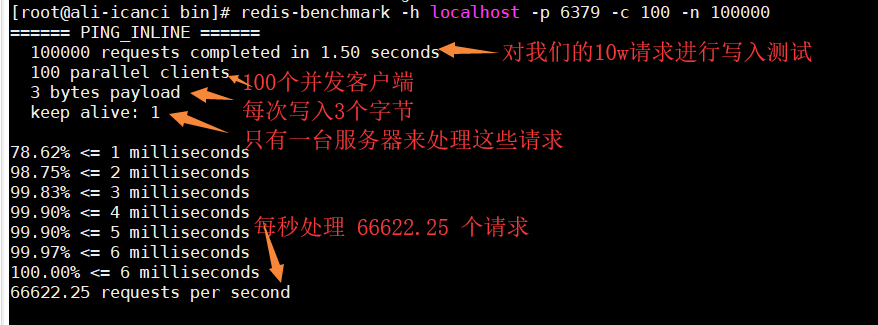 [root@ali-icanci bin]# redis-benchmark -h localhost -p 6379 -c 100 -n 100000
====== PING_INLINE ======
100000 requests completed in 1.50 seconds
对我们的10w请求进行写入测试
100 parallel clients
100个并发客户端
3 bytes payload
每次写入3个字节
keep alive: 1
只有一台服务器来处理这些请求
78.62% <= 1 milliseconds
98.75% <= 2 milliseconds
99.83% <= 3 milliseconds
99.90% <= 4 milliseconds
99.90% <= 5 milliseconds
每秒处理 66622.25 个请求
99.97% <= 6 milliseconds
100.00% <= 6 milliseconds
66622.25 requests per second